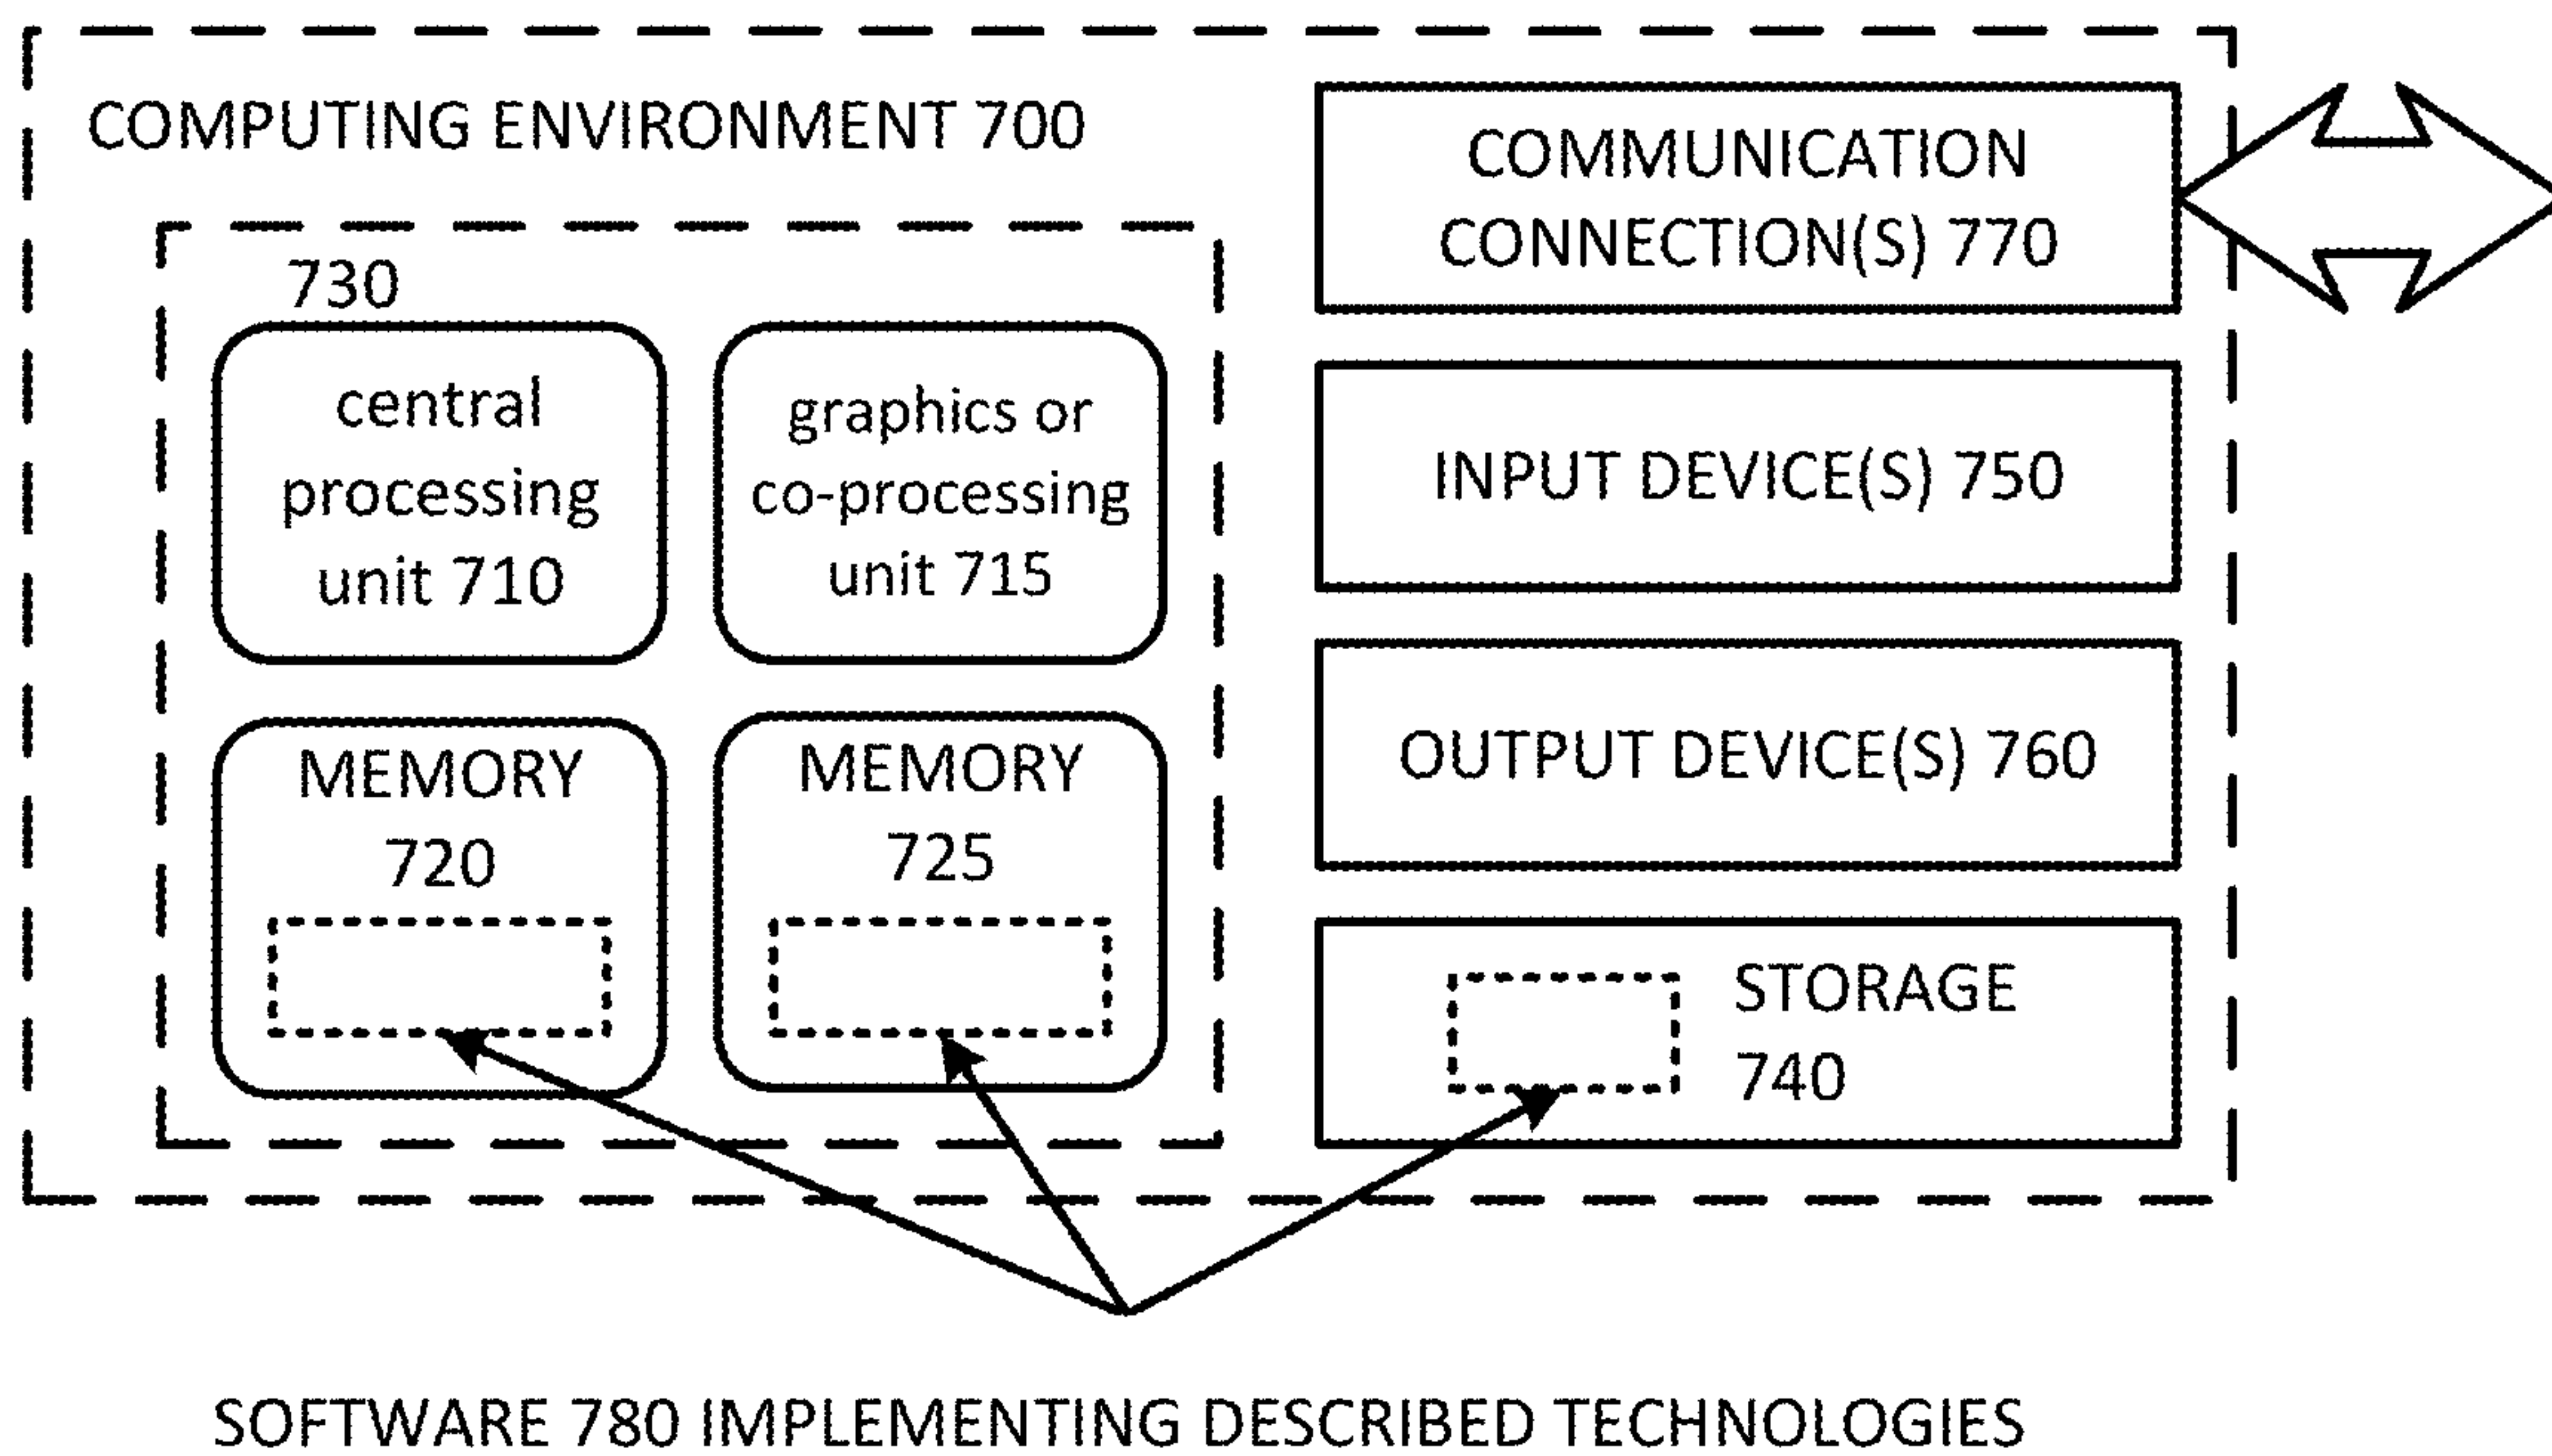 COMPUTING ENVIRONMENT 700
730
central
processing
unit 710
graphics or
co-processing
unit 715
MEMORY
720
MEMORY
725
COMMUNICATION
CONNECTION(S) 770
INPUT DEVICE(S) 750
OUTPUT DEVICE(S) 760
STORAGE
740
SOFTWARE 780 IMPLEMENTING DESCRIBED TECHNOLOGIES